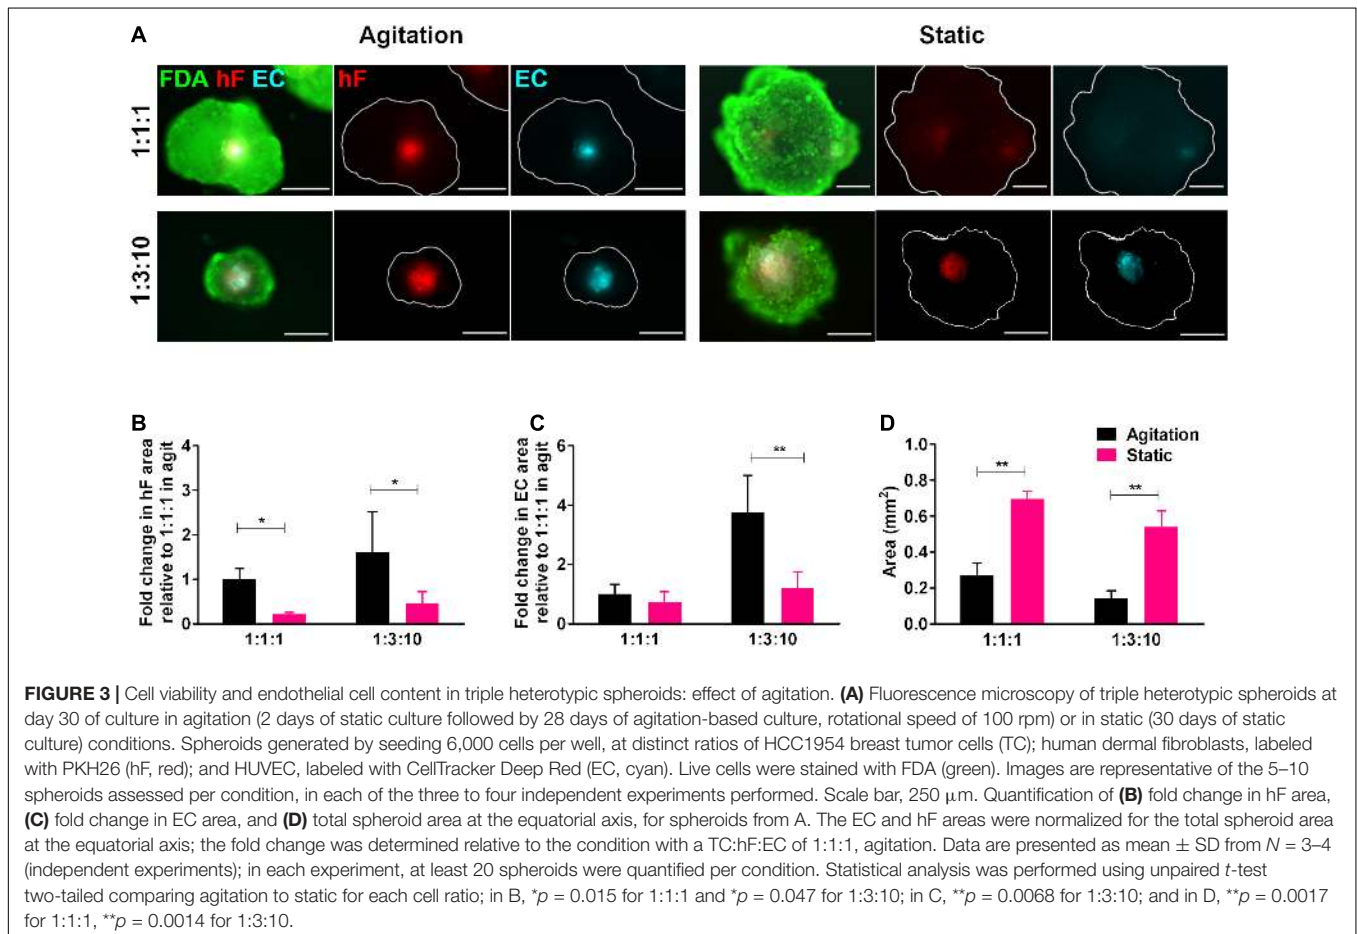 A
Agitation
Static
FDA hF EC
hF
EC
1:1:1
1:3:10
B
Fold change in hF area
relative to 1:1:1 in agit
4
3
2
1
0
*
*
1:1:1
1:3:10
C
Fold change in EC area
relative to 1:1:1 in agit
6
4
2
0
**
1:1:1
1:3:10
D
Area (mm²)
1.0
0.8
0.6
0.4
0.2
0.0
**
**
1:1:1
1:3:10
Agitation
Static
FIGURE 3 | Cell viability and endothelial cell content in triple heterotypic spheroids: effect of agitation. (A) Fluorescence microscopy of triple heterotypic spheroids at
day 30 of culture in agitation (2 days of static culture followed by 28 days of agitation-based culture, rotational speed of 100 rpm) or in static (30 days of static
culture) conditions. Spheroids generated by seeding 6,000 cells per well, at distinct ratios of HCC1954 breast tumor cells (TC); human dermal fibroblasts, labeled
with PKH26 (hF, red); and HUVEC, labeled with CellTracker Deep Red (EC, cyan). Live cells were stained with FDA (green). Images are representative of the 5–10
spheroids assessed per condition, in each of the three to four independent experiments performed. Scale bar, 250 μm. Quantification of (B) fold change in hF area,
(C) fold change in EC area, and (D) total spheroid area at the equatorial axis, for spheroids from A. The EC and hF areas were normalized for the total spheroid area
at the equatorial axis; the fold change was determined relative to the condition with a TC:hF:EC of 1:1:1, agitation. Data are presented as mean ± SD from N = 3–4
(independent experiments); in each experiment, at least 20 spheroids were quantified per condition. Statistical analysis was performed using unpaired t-test
two-tailed comparing agitation to static for each cell ratio; in B, *p = 0.015 for 1:1:1 and *p = 0.047 for 1:3:10; in C, **p = 0.0068 for 1:3:10; and in D, **p = 0.0017
for 1:1:1, **p = 0.0014 for 1:3:10.